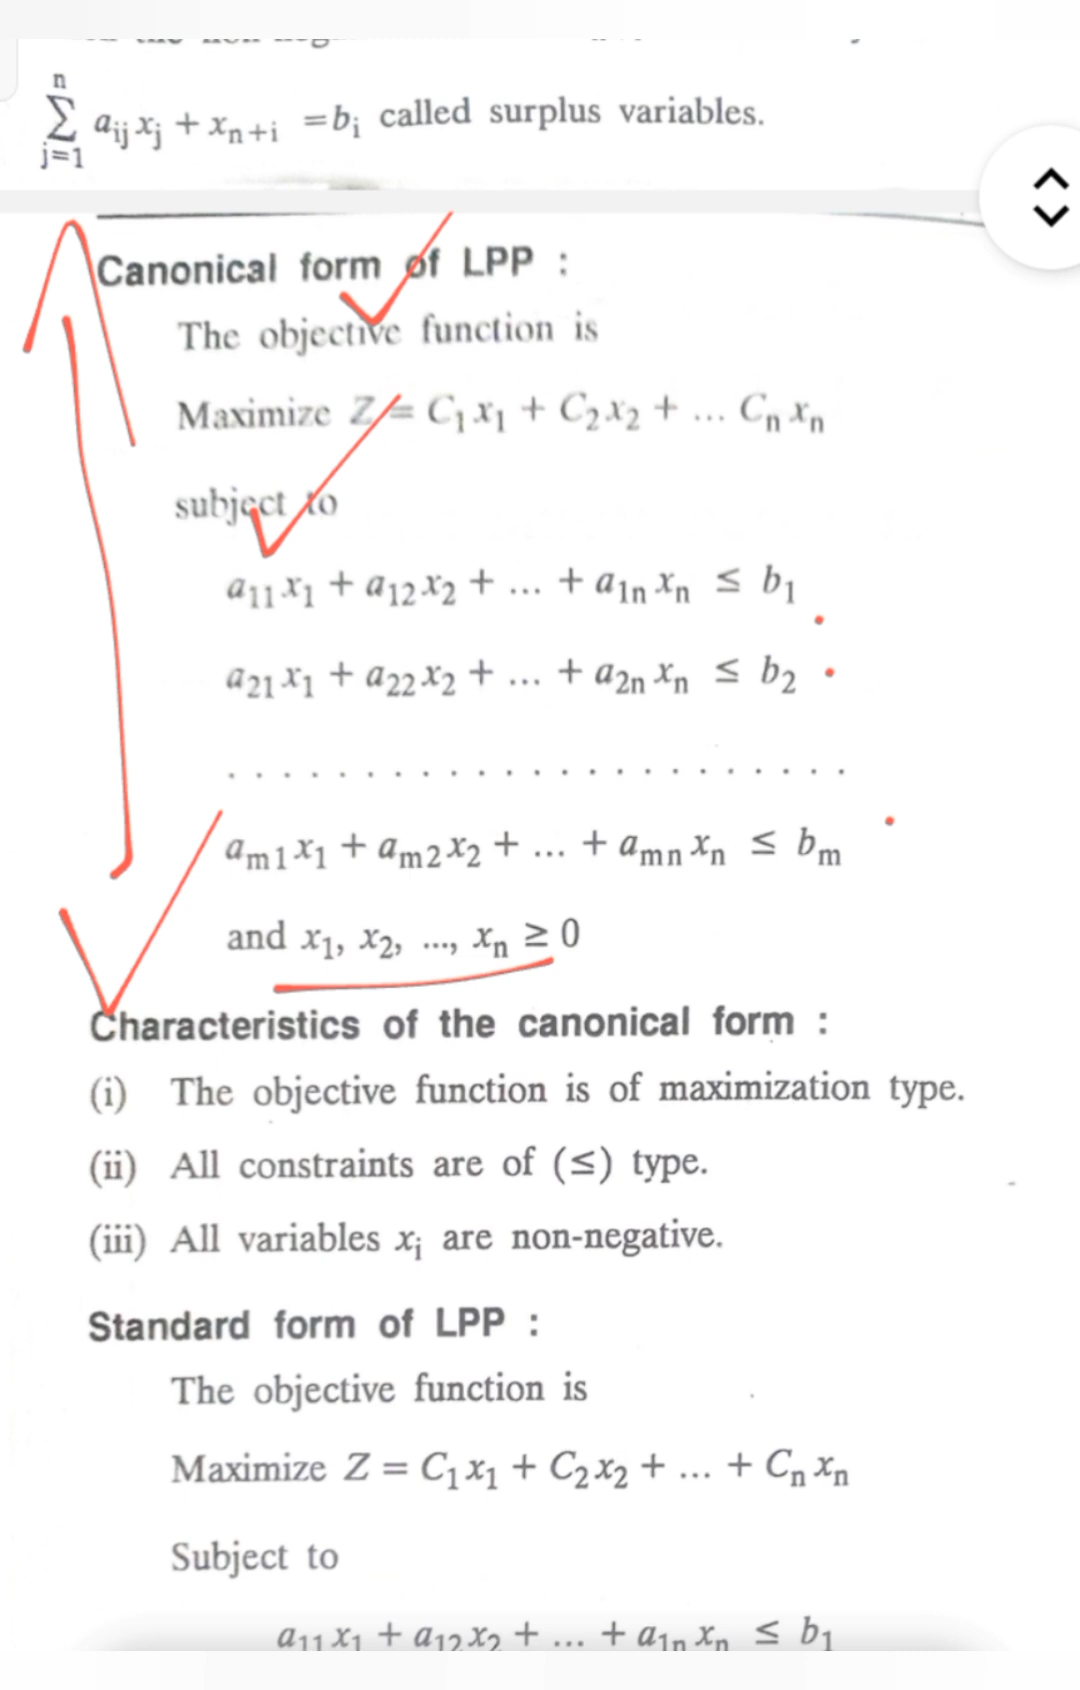 n
∑ aᵢⱼ xⱼ + xₙ₊ᵢ = bᵢ called surplus variables.
j=1
Canonical form of LPP :
The objective function is
Maximize Z = C₁ x₁ + C₂ x₂ + ... Cₙ xₙ
subject to
a₁₁ x₁ + a₁₂ x₂ + ... + a₁ₙ xₙ ≤ b₁
a₂₁ x₁ + a₂₂ x₂ + ... + a₂ₙ xₙ ≤ b₂
. . . . . . . . . . . . . . . . . . . . . . .
aₘ₁ x₁ + aₘ₂ x₂ + ... + aₘₙ xₙ ≤ bₘ
and x₁, x₂, ..., xₙ ≥ 0
Characteristics of the canonical form :
(i) The objective function is of maximization type.
(ii) All constraints are of (≤) type.
(iii) All variables xᵢ are non-negative.
Standard form of LPP :
The objective function is
Maximize Z = C₁ x₁ + C₂ x₂ + ... + Cₙ xₙ
Subject to
a₁₁ x₁ + a₁₂ x₂ + ... + a₁ₙ xₙ ≤ b₁